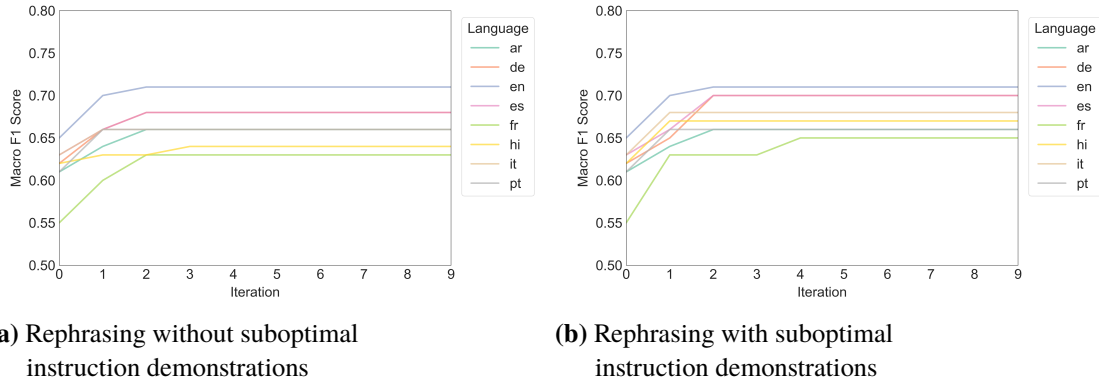 0.80
0.75
0.70
0.65
0.60
0.55
0.50
Macro F1 Score
0 1 2 3 4 5 6 7 8 9
Iteration
Language
ar
de
en
es
fr
hi
it
pt
0.80
0.75
0.70
0.65
0.60
0.55
0.50
Macro F1 Score
0 1 2 3 4 5 6 7 8 9
Iteration
Language
ar
de
en
es
fr
hi
it
pt
a) Rephrasing without suboptimal
instruction demonstrations
(b) Rephrasing with suboptimal
instruction demonstrations